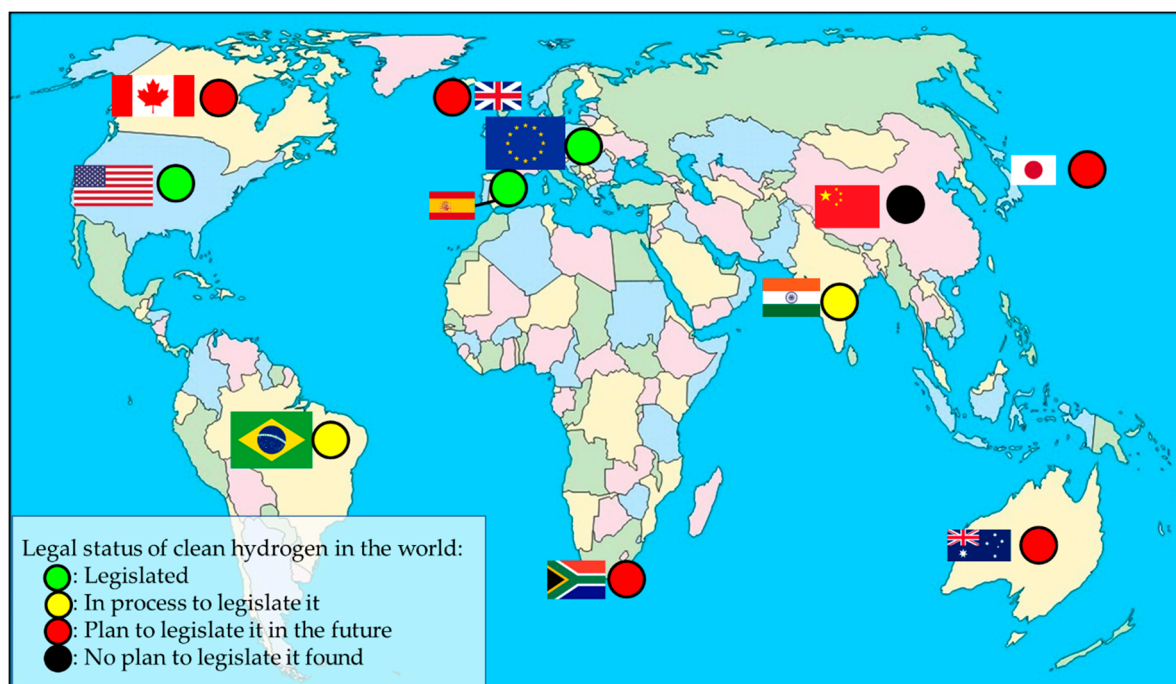 Legal status of clean hydrogen in the world:
: Legislated
: In process to legislate it
: Plan to legislate it in the future
: No plan to legislate it found